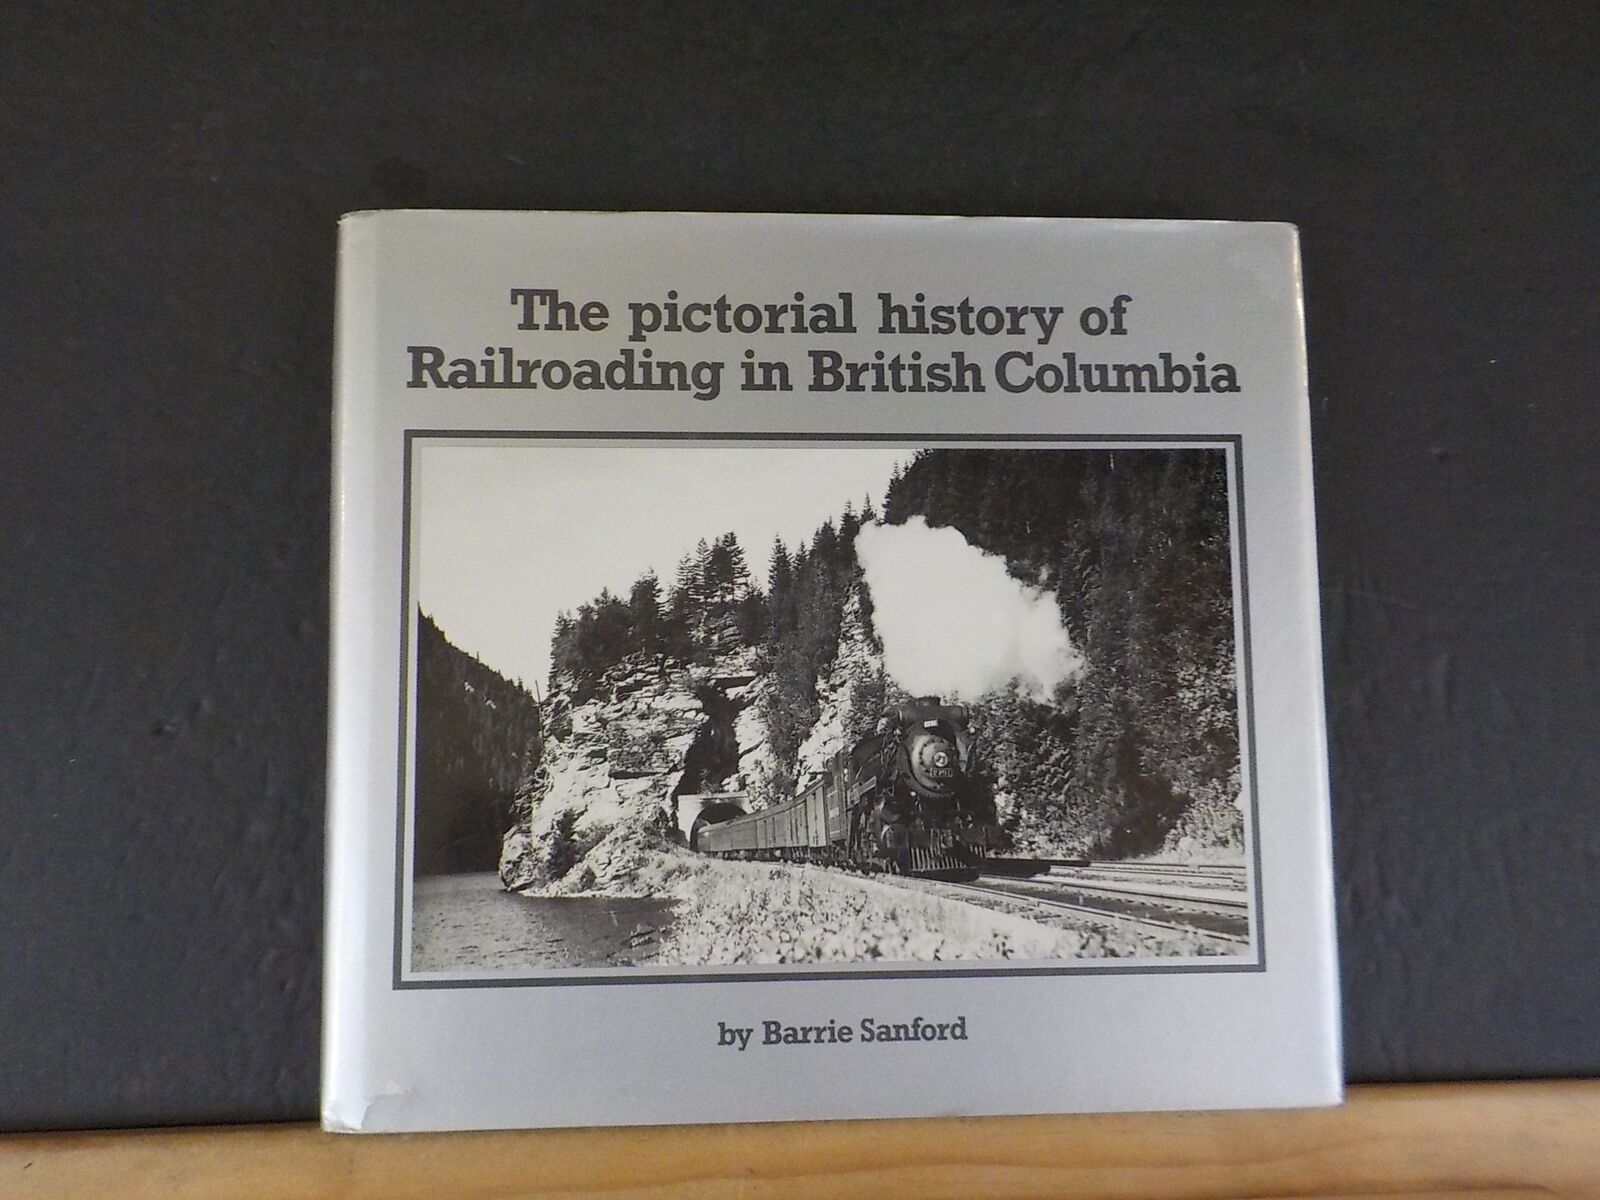 The pictorial history of
Railroading in British Columbia
by Barrie Sanford